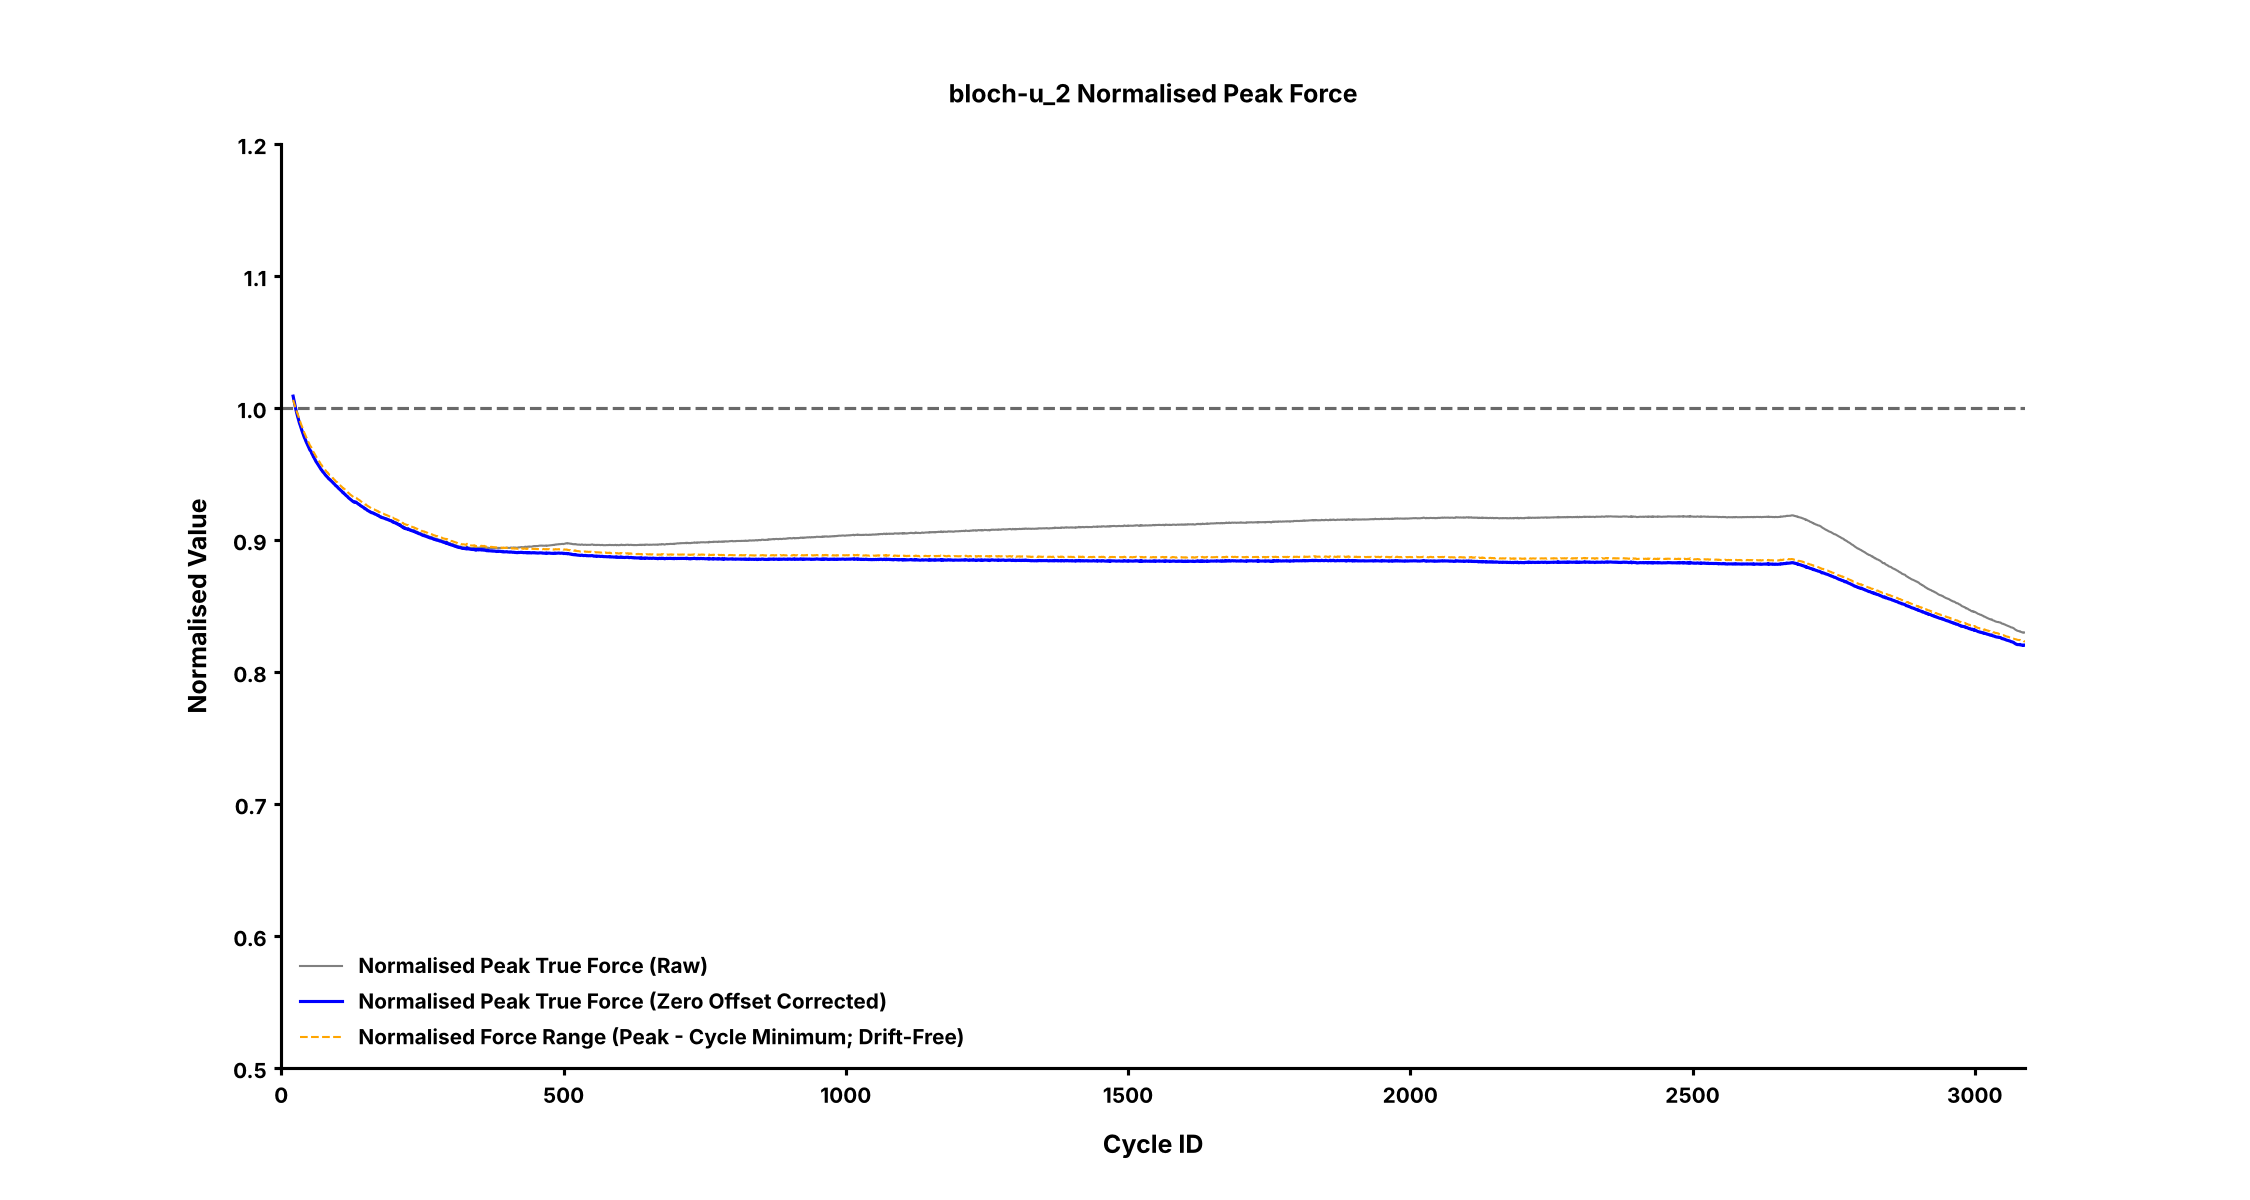 bloch-u_2 Normalised Peak Force
1.2
1.1
1.0
0.9
0.8
0.7
0.6
0.5
Normalised Value
Normalised Peak True Force (Raw)
Normalised Peak True Force (Zero Offset Corrected)
Normalised Force Range (Peak - Cycle Minimum; Drift-Free)
0 500 1000 1500 2000 2500 3000
Cycle ID